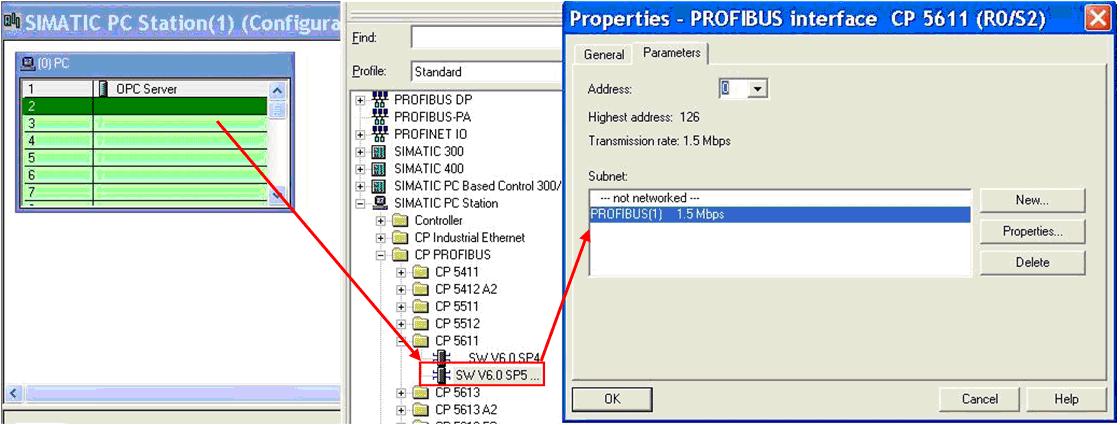 SIMATIC PC Station(1) (Configura
(0) PC
1 OPC Server
2
3
4
5
6
7
Find:
Profile: Standard
PROFIBUS DP
PROFIBUS-PA
PROFINET IO
SIMATIC 300
SIMATIC 400
SIMATIC PC Based Control 300/
SIMATIC PC Station
Controller
CP Industrial Ethernet
CP PROFIBUS
CP 5411
CP 5412 A2
CP 5511
CP 5512
CP 5611
SW V6.0 SP4
SW V6.0 SP5 ...
CP 5613
CP 5613 A2
Properties - PROFIBUS interface CP 5611 (R0/S2)
General Parameters
Address: 0
Highest address: 126
Transmission rate: 1.5 Mbps
Subnet:
--- not networked ---
PROFIBUS(1) 1.5 Mbps
New...
Properties...
Delete
OK Cancel Help